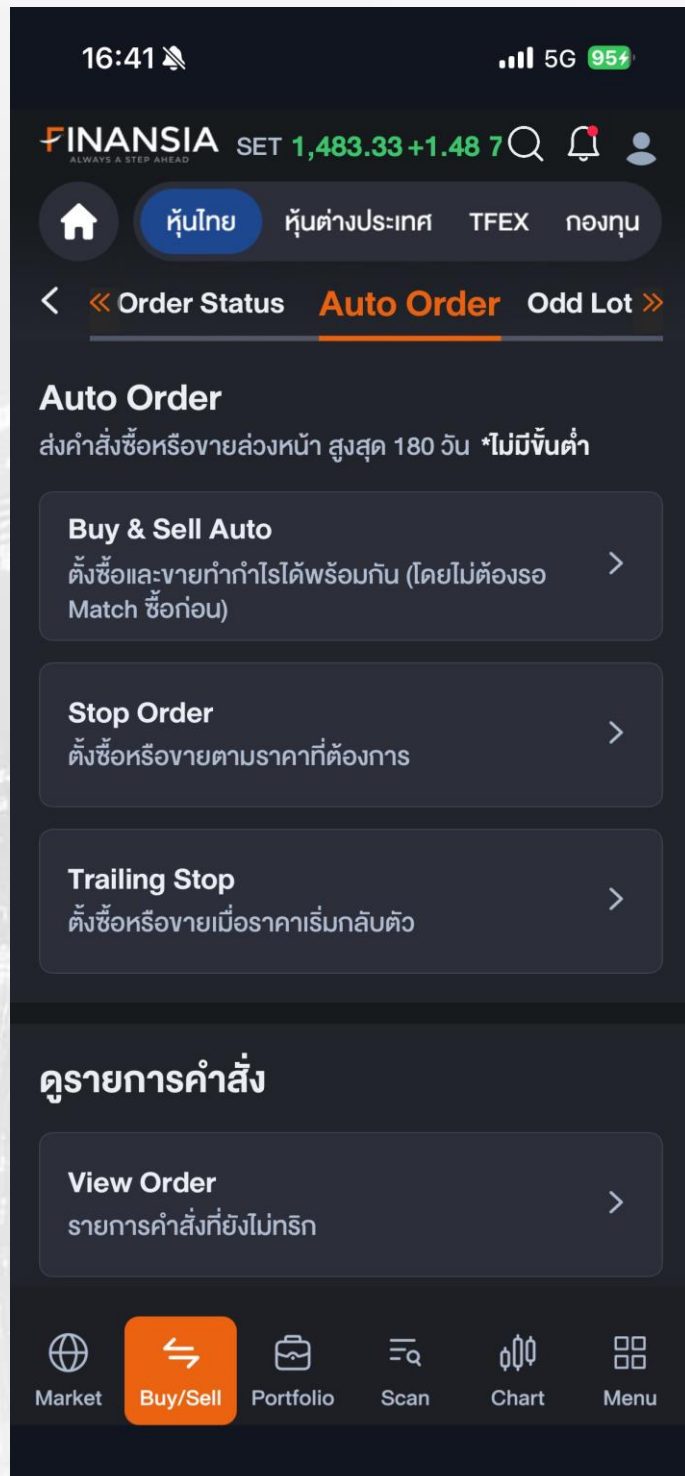 16:41
5G 95
FINANSIA SET 1,483.33 +1.48 7
ALWAYS A STEP AHEAD
หุ้นไทย หุ้นต่างประเทศ TFEX กองทุน
Order Status Auto Order Odd Lot
Auto Order
ส่งคำสั่งซื้อหรือขายล่วงหน้า สูงสุด 180 วัน *ไม่มีขั้นต่ำ
Buy & Sell Auto
ตั้งซื้อและขายทำกำไรได้พร้อมกัน (โดยไม่ต้องรอ
Match ซื้อก่อน)
Stop Order
ตั้งซื้อหรือขายตามราคาที่ต้องการ
Trailing Stop
ตั้งซื้อหรือขายเมื่อราคาเริ่มกลับตัว
ดูรายการคำสั่ง
View Order
รายการคำสั่งที่ยังไม่ทริก
Market Buy/Sell Portfolio Scan Chart Menu